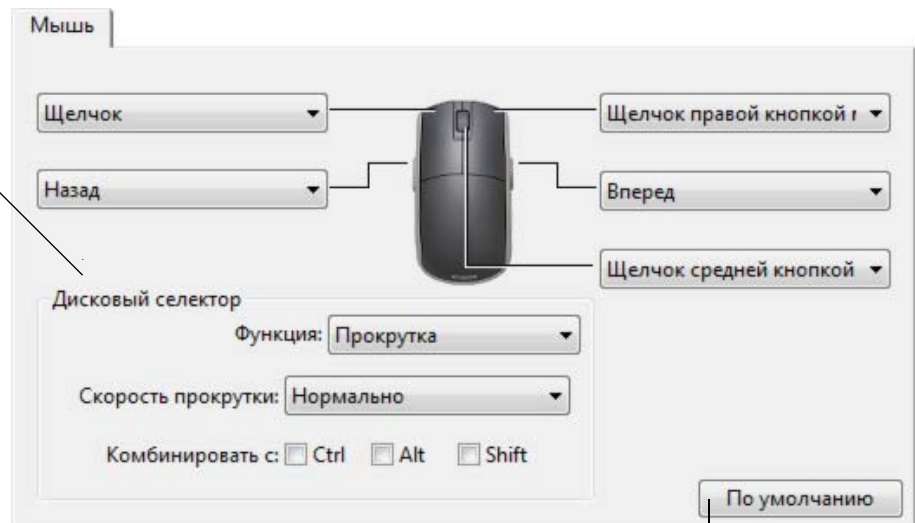 Мышь
Щелчок
Щелчок правой кнопкой г
Назад
Вперед
Щелчок средней кнопкой
Дисковый селектор
Функция: Прокрутка
Скорость прокрутки: Нормально
Комбинировать с: Ctrl Alt Shift
По умолчанию